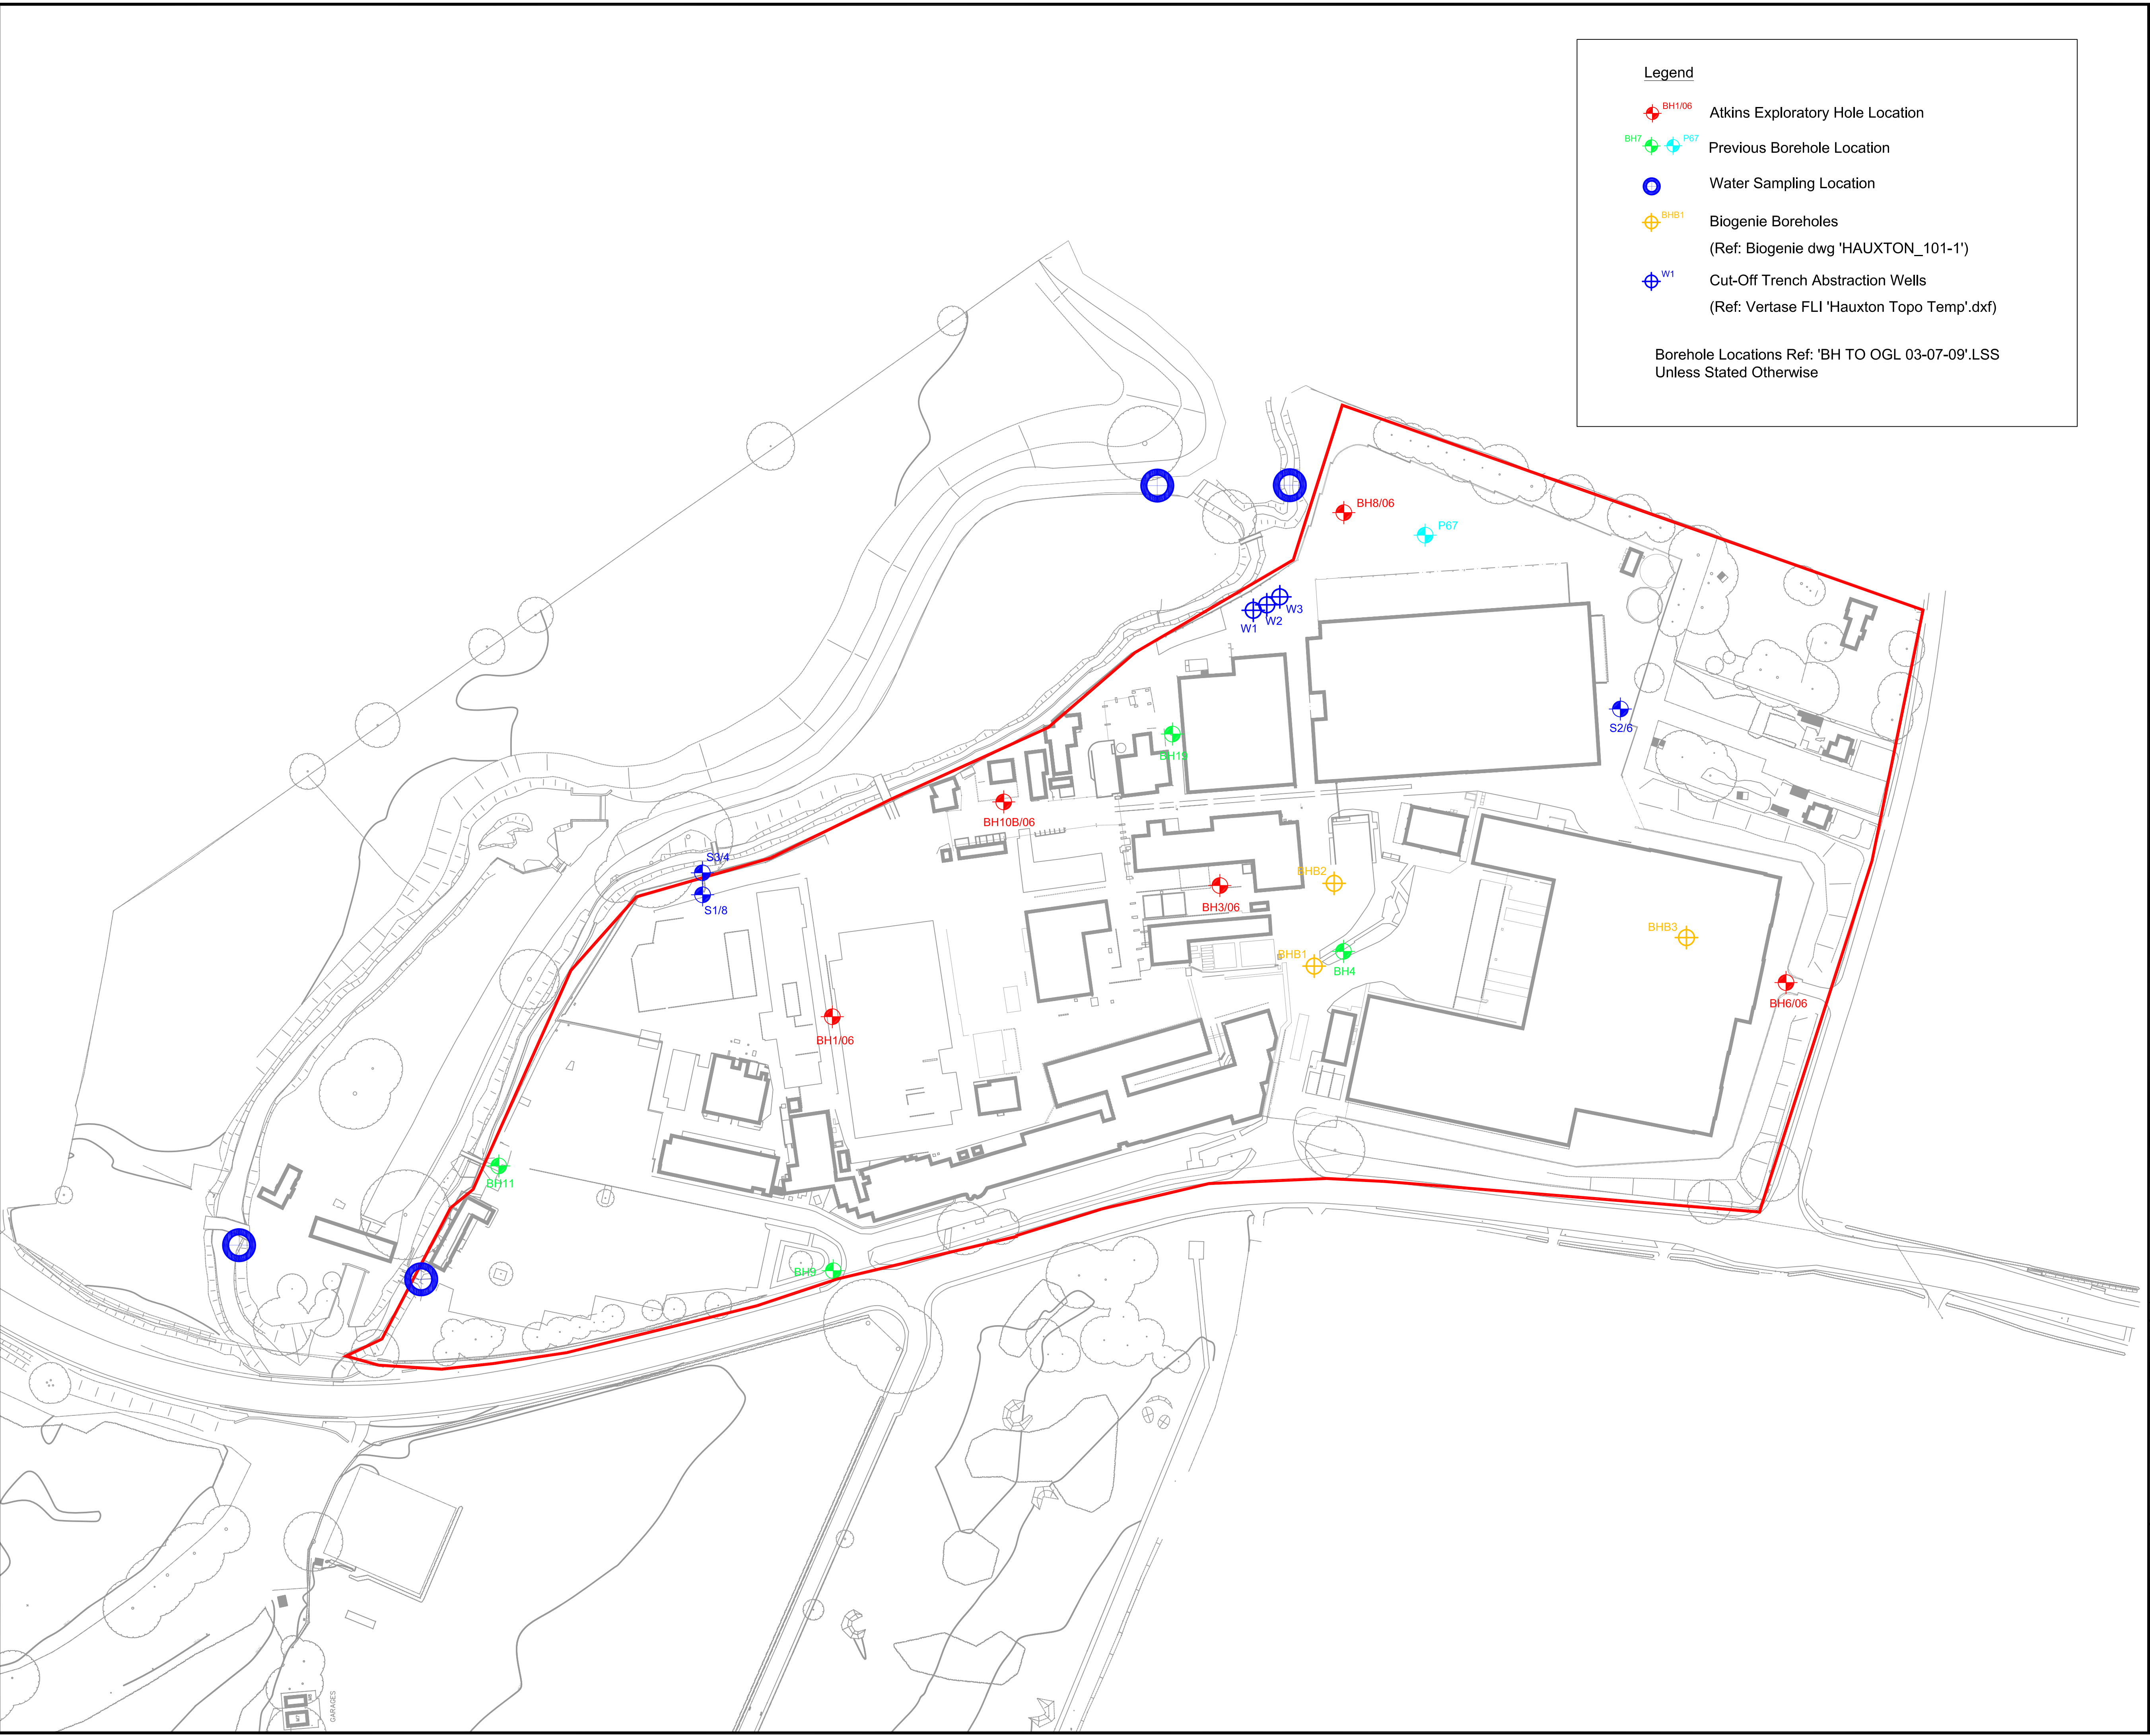 Legend
BH1/06
Atkins Exploratory Hole Location
BH7
P67
Previous Borehole Location
Water Sampling Location
BHB1
Biogenie Boreholes
(Ref: Biogenie dwg 'HAUXTON_101-1')
W1
Cut-Off Trench Abstraction Wells
(Ref: Vertase FLI 'Hauxton Topo Temp'.dxf)
Borehole Locations Ref: 'BH TO OGL 03-07-09'.LSS
Unless Stated Otherwise
BH8/06
P67
W3
W2
W1
S2/6
BH10B/06
S3/4
BHB2
S1/8
BH3/06
BHB3
BHB1
BH4
BH6/06
BH1/06
BH11
GARAGES